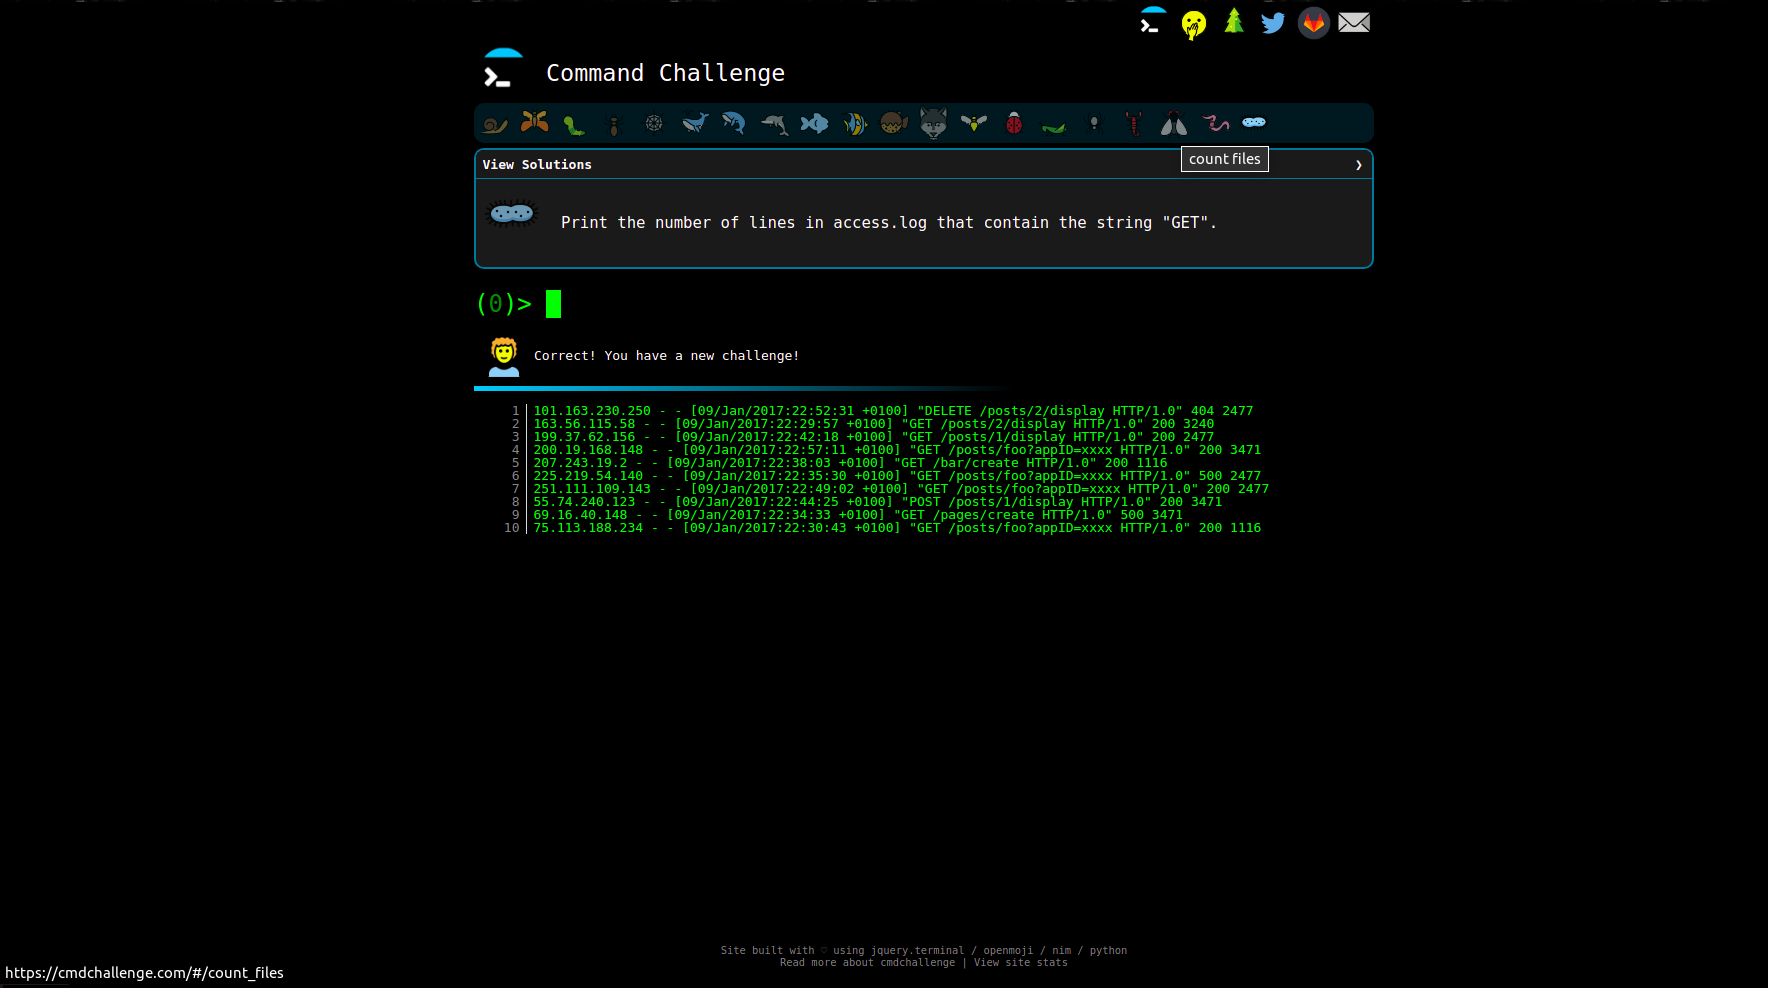 Command Challenge
View Solutions ❯
count files
Print the number of lines in access.log that contain the string "GET".
(0)>
Correct! You have a new challenge!
1 101.163.230.250 - - [09/Jan/2017:22:52:31 +0100] "DELETE /posts/2/display HTTP/1.0" 404 2477
2 163.56.115.58 - - [09/Jan/2017:22:29:57 +0100] "GET /posts/2/display HTTP/1.0" 200 3240
3 199.37.62.156 - - [09/Jan/2017:22:42:18 +0100] "GET /posts/1/display HTTP/1.0" 200 2477
4 200.19.168.148 - - [09/Jan/2017:22:57:11 +0100] "GET /posts/foo?appID=xxxx HTTP/1.0" 200 3471
5 207.243.19.2 - - [09/Jan/2017:22:38:03 +0100] "GET /bar/create HTTP/1.0" 200 1116
6 225.219.54.140 - - [09/Jan/2017:22:35:30 +0100] "GET /posts/foo?appID=xxxx HTTP/1.0" 500 2477
7 251.111.109.143 - - [09/Jan/2017:22:49:02 +0100] "GET /posts/foo?appID=xxxx HTTP/1.0" 200 2477
8 55.74.240.123 - - [09/Jan/2017:22:44:25 +0100] "POST /posts/1/display HTTP/1.0" 200 3471
9 69.16.40.148 - - [09/Jan/2017:22:34:33 +0100] "GET /pages/create HTTP/1.0" 500 3471
10 75.113.188.234 - - [09/Jan/2017:22:30:43 +0100] "GET /posts/foo?appID=xxxx HTTP/1.0" 200 1116
Site built with ♡ using jquery.terminal / openmoji / nim / python
Read more about cmdchallenge | View site stats
https://cmdchallenge.com/#/count_files